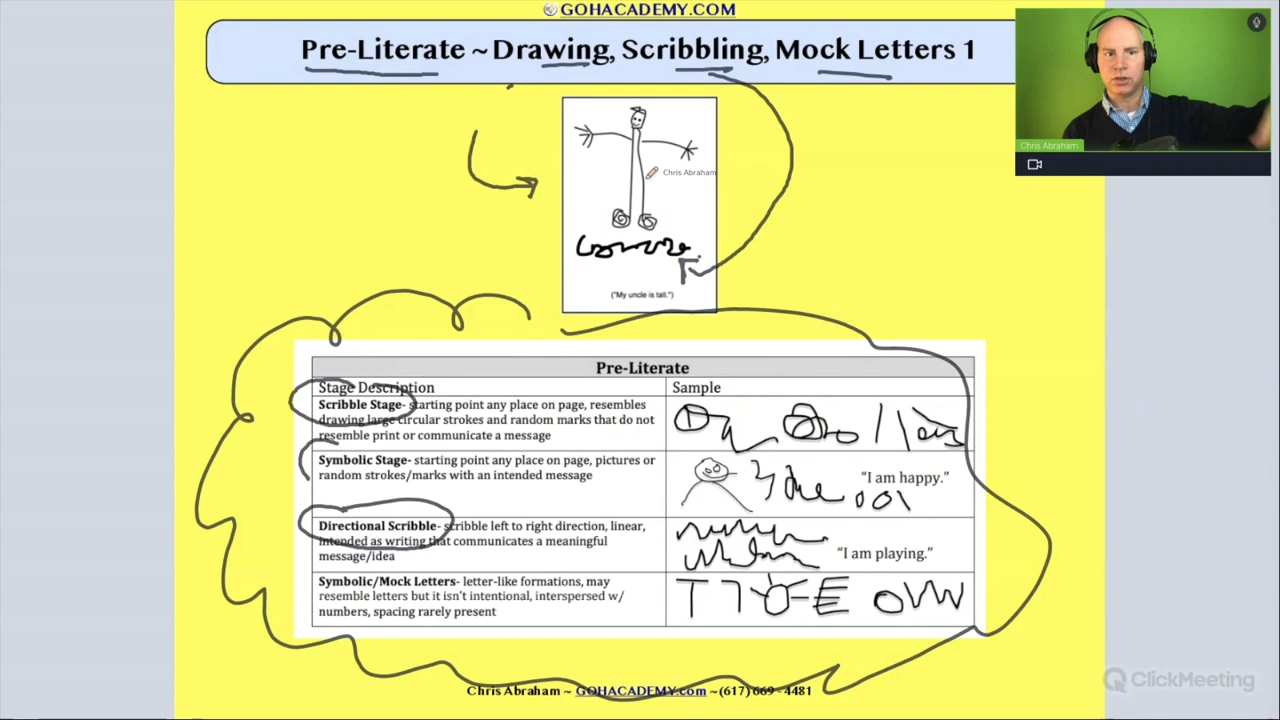 GOHACADEMY.COM
Pre-Literate ~ Drawing, Scribbling, Mock Letters 1
Chris Abraham
Chris Abraham
("My uncle is tall.")
Pre-Literate
Stage Description
Sample
Scribble Stage- starting point any place on page, resembles
drawing large circular strokes and random marks that do not
resemble print or communicate a message
Symbolic Stage- starting point any place on page, pictures or
random strokes/marks with an intended message
“I am happy.”
Directional Scribble- scribble left to right direction, linear,
intended as writing that communicates a meaningful
message/idea
“I am playing.”
Symbolic/Mock Letters- letter-like formations, may
resemble letters but it isn't intentional, interspersed w/
numbers, spacing rarely present
Chris Abraham ~ GOHACADEMY.com ~(617) 669-4481
ClickMeeting